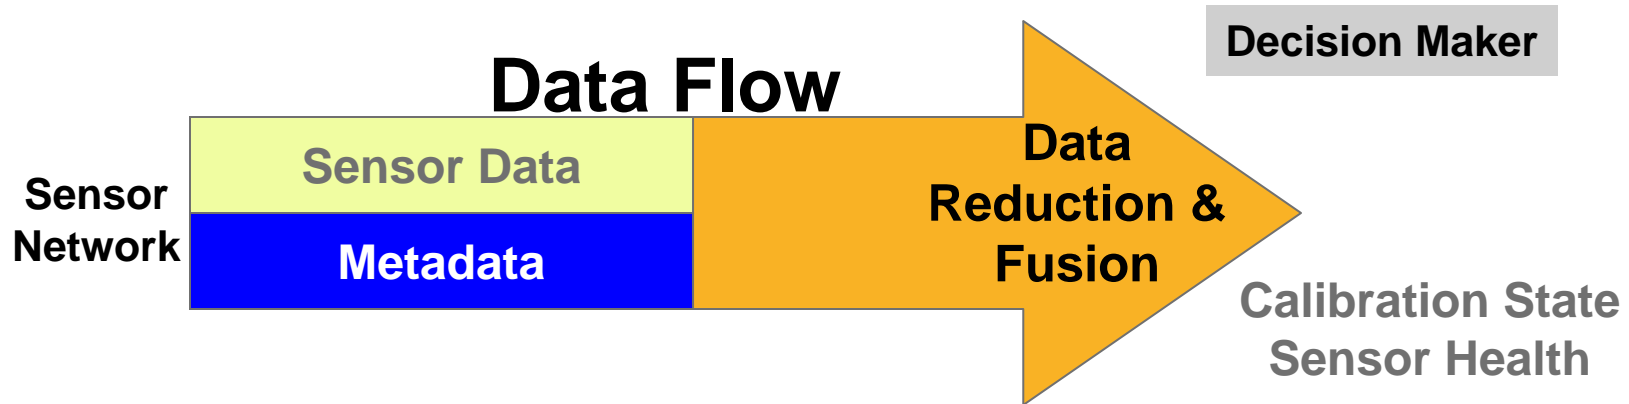 Decision Maker
Data Flow
Sensor
Network
Sensor Data
Metadata
Data
Reduction &
Fusion
Calibration State
Sensor Health